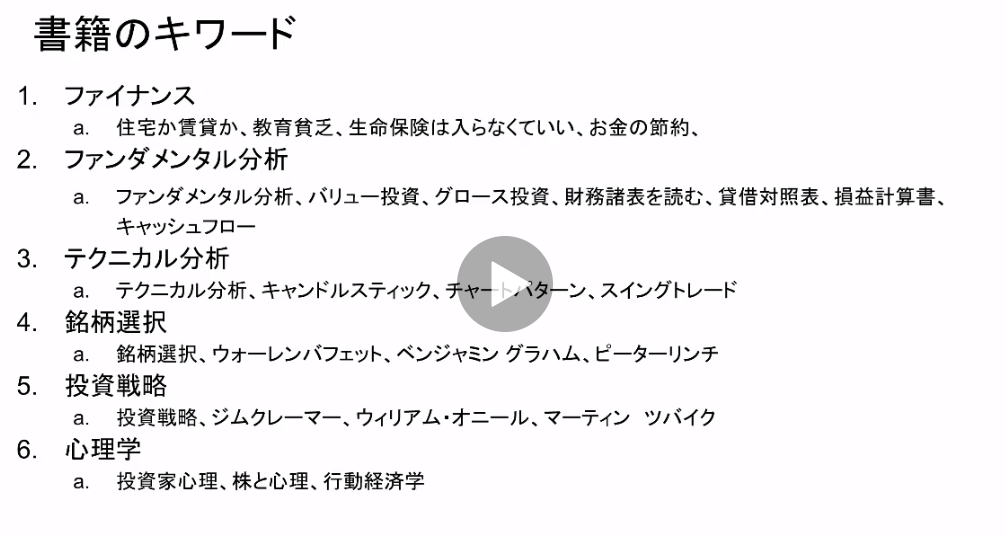 書籍のキワード
1. ファイナンス
a. 住宅か賃貸か、教育貧乏、生命保険は入らなくていい、お金の節約、
2. ファンダメンタル分析
a. ファンダメンタル分析、バリュー投資、グロース投資、財務諸表を読む、貸借対照表、損益計算書、
キャッシュフロー
3. テクニカル分析
a. テクニカル分析、キャンドルスティック、チャートパターン、スイングトレード
4. 銘柄選択
a. 銘柄選択、ウォーレンバフェット、ベンジャミン グラハム、ピーターリンチ
5. 投資戦略
a. 投資戦略、ジムクレーマー、ウィリアム・オニール、マーティン　ツバイク
6. 心理学
a. 投資家心理、株と心理、行動経済学